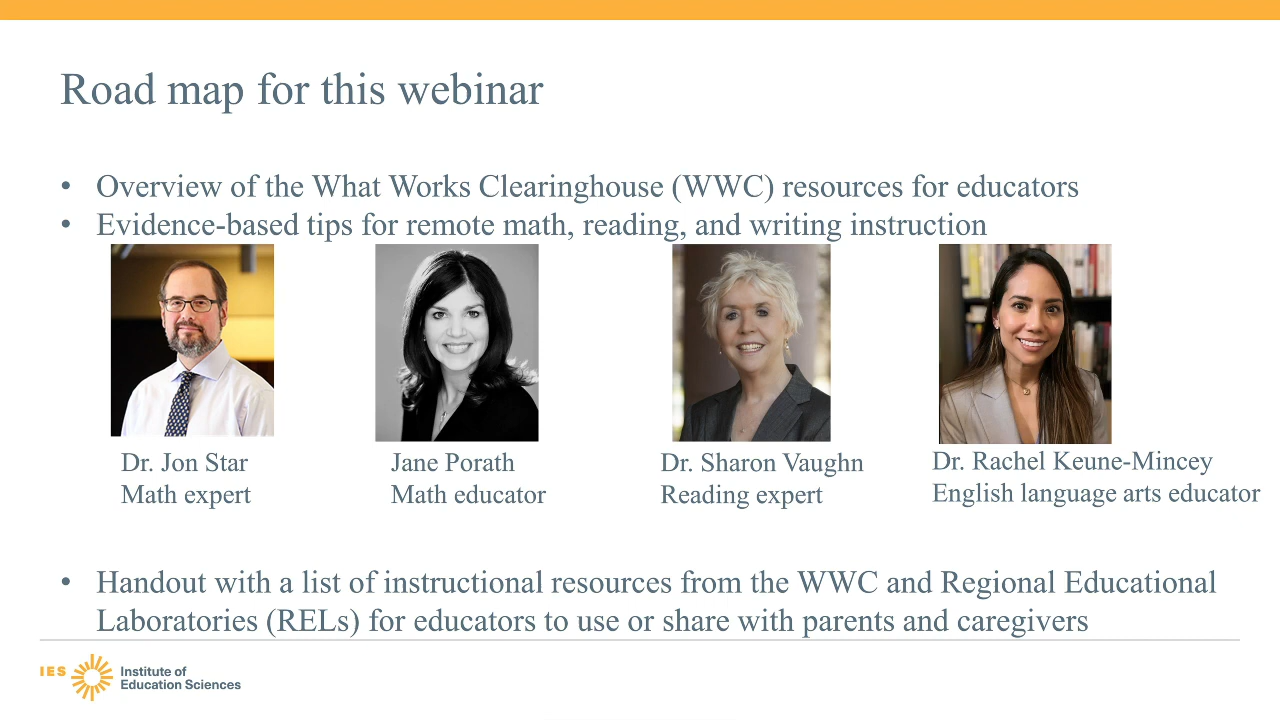 Road map for this webinar
• Overview of the What Works Clearinghouse (WWC) resources for educators
• Evidence-based tips for remote math, reading, and writing instruction
Dr. Jon Star
Math expert
Jane Porath
Math educator
Dr. Sharon Vaughn
Reading expert
Dr. Rachel Keune-Mincey
English language arts educator
• Handout with a list of instructional resources from the WWC and Regional Educational
Laboratories (RELs) for educators to use or share with parents and caregivers
IES
Institute of
Education Sciences